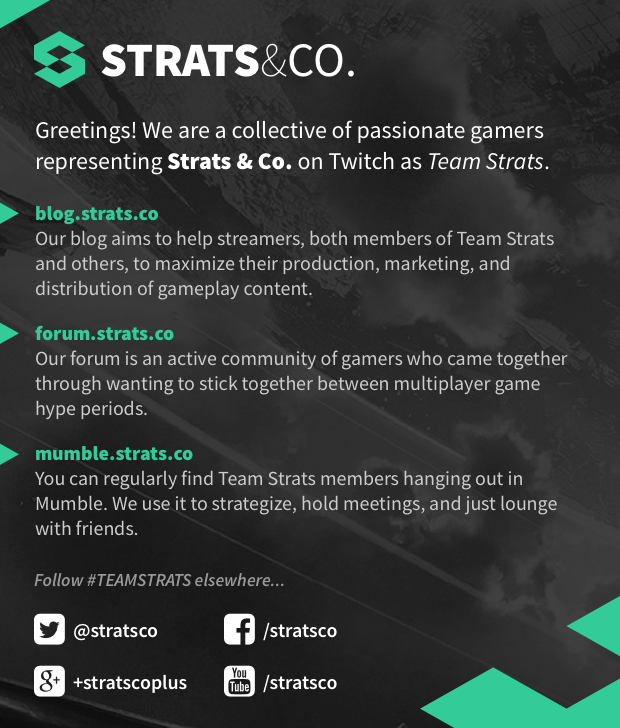 STRATS&CO.
Greetings! We are a collective of passionate gamers
representing Strats & Co. on Twitch as Team Strats.
blog.strats.co
Our blog aims to help streamers, both members of Team Strats
and others, to maximize their production, marketing, and
distribution of gameplay content.
forum.strats.co
Our forum is an active community of gamers who came together
through wanting to stick together between multiplayer game
hype periods.
mumble.strats.co
You can regularly find Team Strats members hanging out in
Mumble. We use it to strategize, hold meetings, and just lounge
with friends.
Follow #TEAMSTRATS elsewhere...
@stratsco
/stratsco
+stratscoplus
You Tube /stratsco